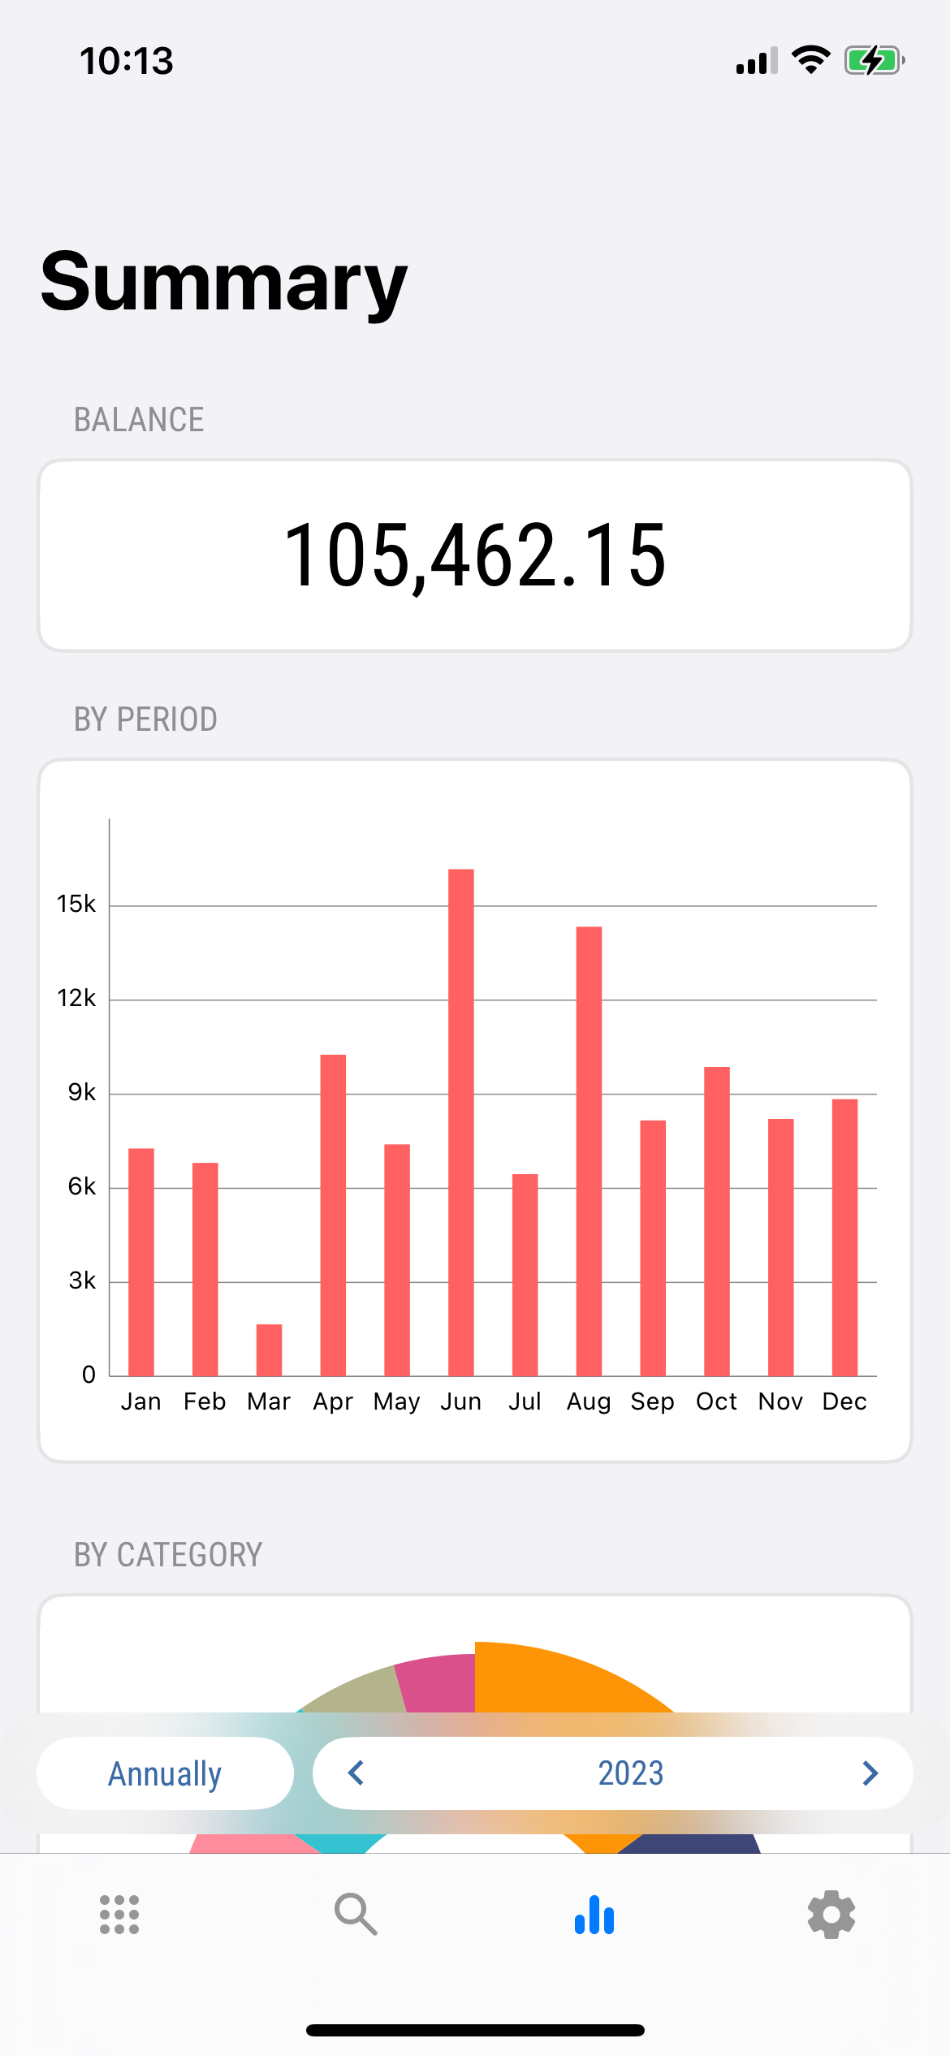 10:13
Summary
BALANCE
105,462.15
BY PERIOD
15k
12k
9k
6k
3k
0
Jan Feb Mar Apr May Jun Jul Aug Sep Oct Nov Dec
BY CATEGORY
Annually
2023